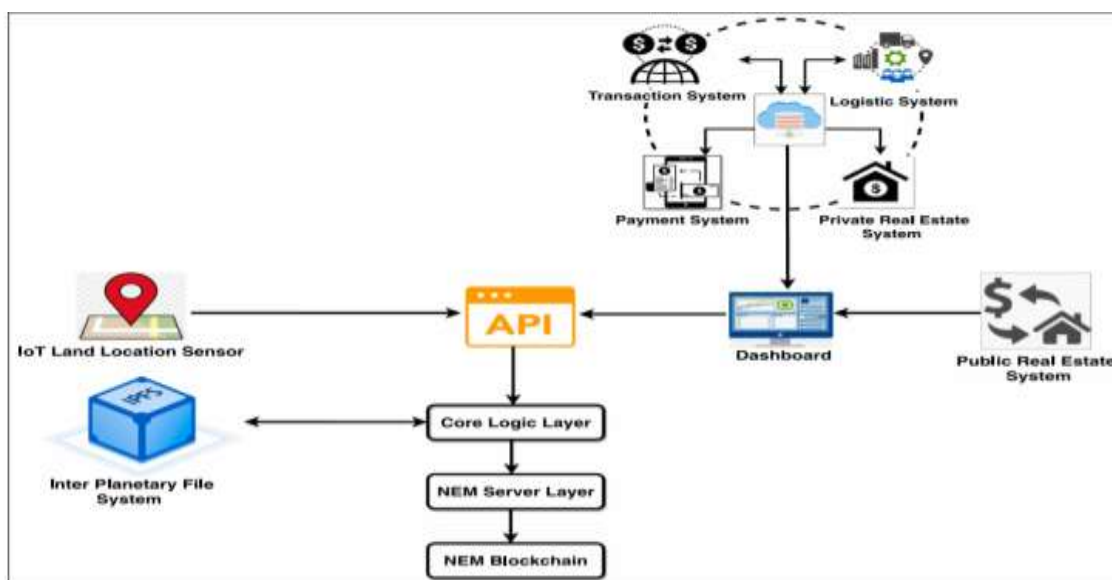 Transaction System
Logistic System
Payment System
Private Real Estate
System
IoT Land Location Sensor
API
Dashboard
Public Real Estate
System
IPFS
Core Logic Layer
Inter Planetary File
System
NEM Server Layer
NEM Blockchain